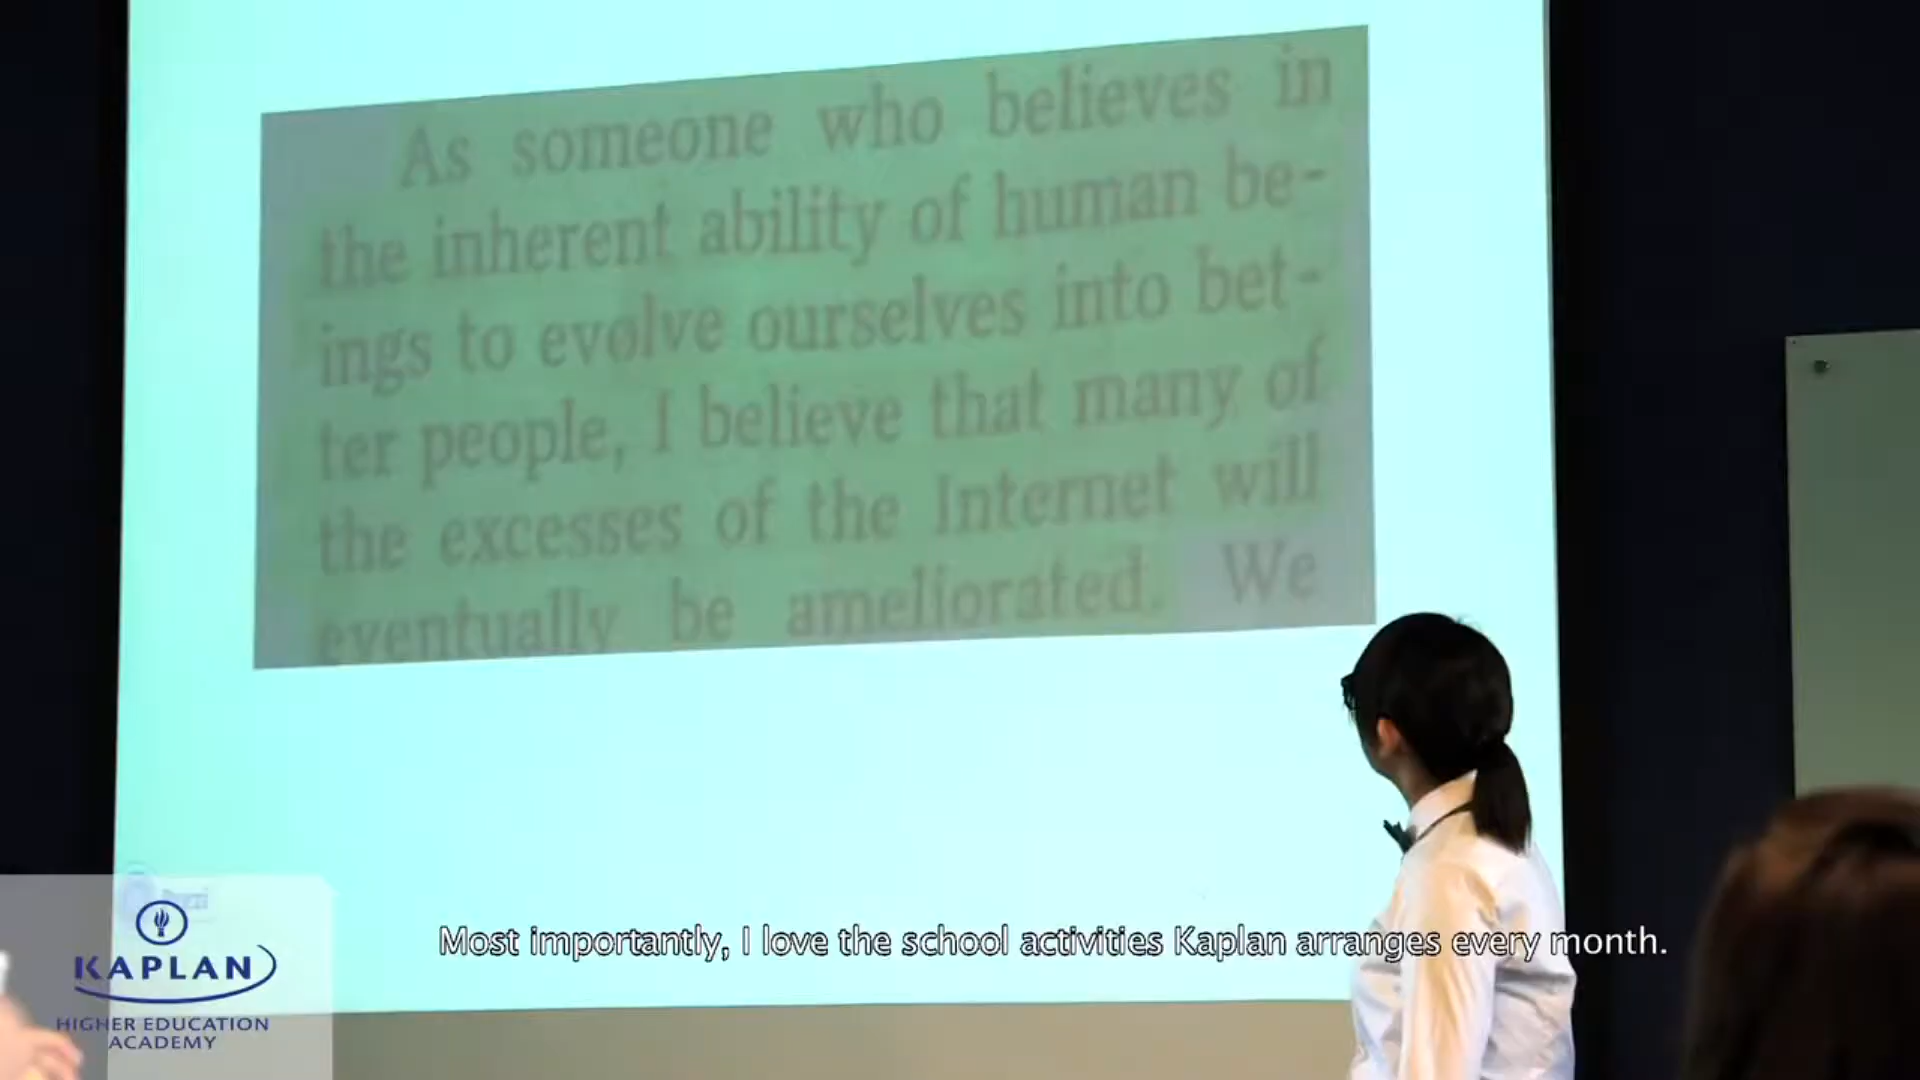 As someone who believes in
the inherent ability of human be-
ings to evolve ourselves into bet-
ter people, I believe that many of
the excesses of the Internet will
eventually be ameliorated. We
Most importantly, I love the school activities Kaplan arranges every month.
KAPLAN
HIGHER EDUCATION
ACADEMY